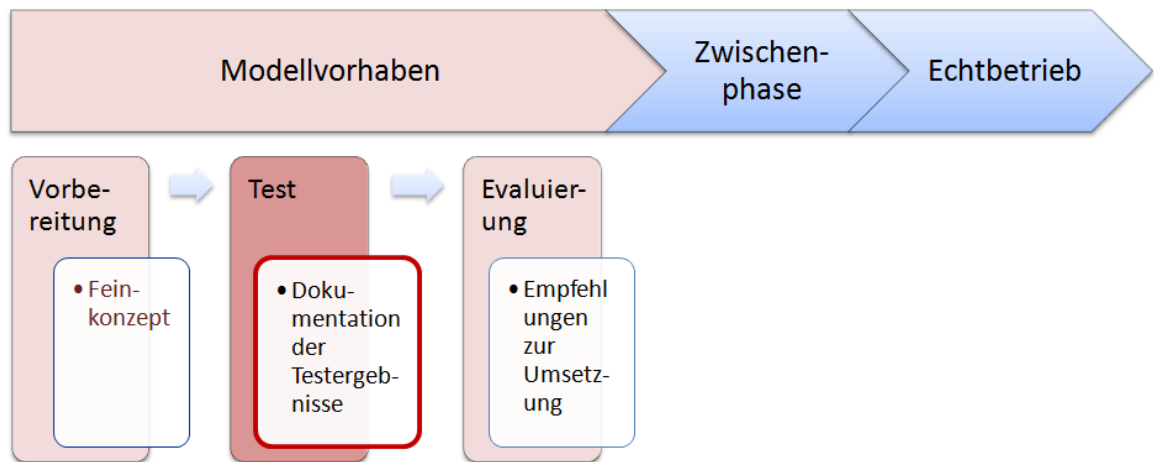 Modellvorhaben
Zwischen-
phase
Echtbetrieb
Vorbe-
reitung
• Fein-
konzept
Test
• Doku-
mentation
der
Testergeb-
nisse
Evaluier-
ung
• Empfehl
ungen
zur
Umsetz-
ung